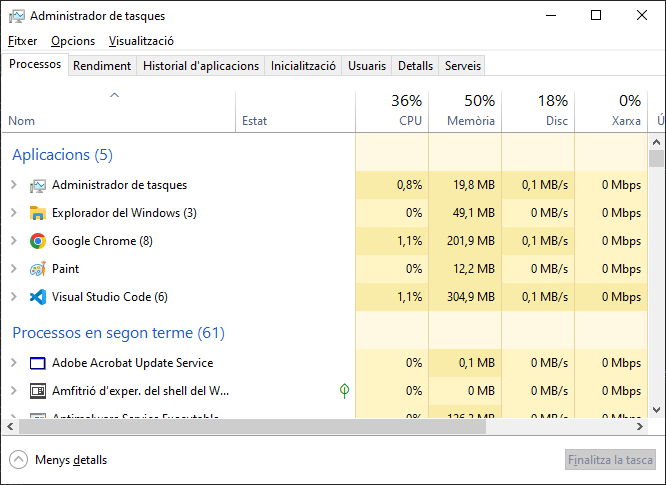 Administrador de tasques
Fitxer Opcions Visualització
Processos Rendiment Historial d'aplicacions Inicialització Usuaris Detalls Serveis
36% 50% 18% 0%
Nom Estat CPU Memòria Disc Xarxa Ú
Aplicacions (5)
Administrador de tasques 0,8% 19,8 MB 0,1 MB/s 0 Mbps
Explorador del Windows (3) 0% 49,1 MB 0 MB/s 0 Mbps
Google Chrome (8) 1,1% 201,9 MB 0,1 MB/s 0 Mbps
Paint 0% 12,2 MB 0 MB/s 0 Mbps
Visual Studio Code (6) 1,1% 304,9 MB 0,1 MB/s 0 Mbps
Processos en segon terme (61)
Adobe Acrobat Update Service 0% 0,1 MB 0 MB/s 0 Mbps
Amfitrió d'exper. del shell del W... 0% 0 MB 0 MB/s 0 Mbps
Antimalware Service Executable 0% 126,3 MB 0 MB/s 0 Mbps
Menys detalls Finalitza la tasca